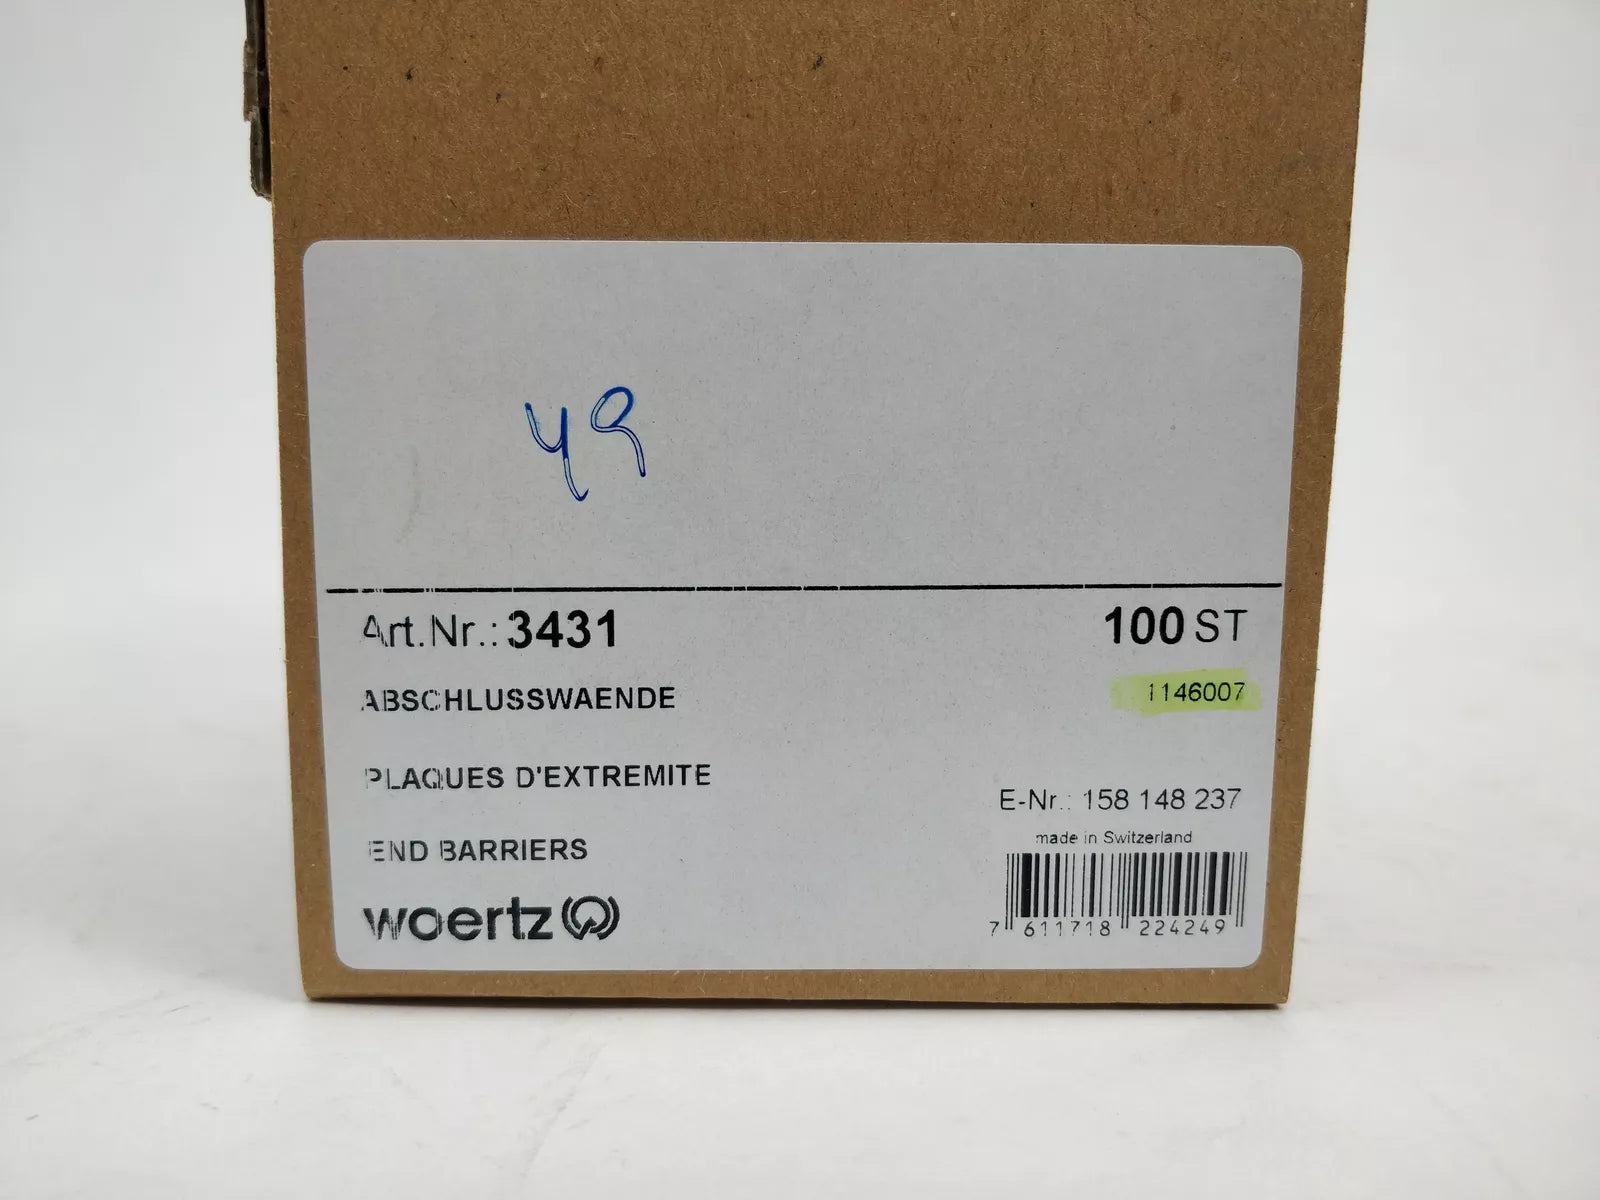 49
Art.Nr.: 3431
100 ST
ABSCHLUSSWAENDE
1146007
PLAQUES D'EXTREMITE
E-Nr.: 158 148 237
made in Switzerland
END BARRIERS
woertz
7 611718 224249